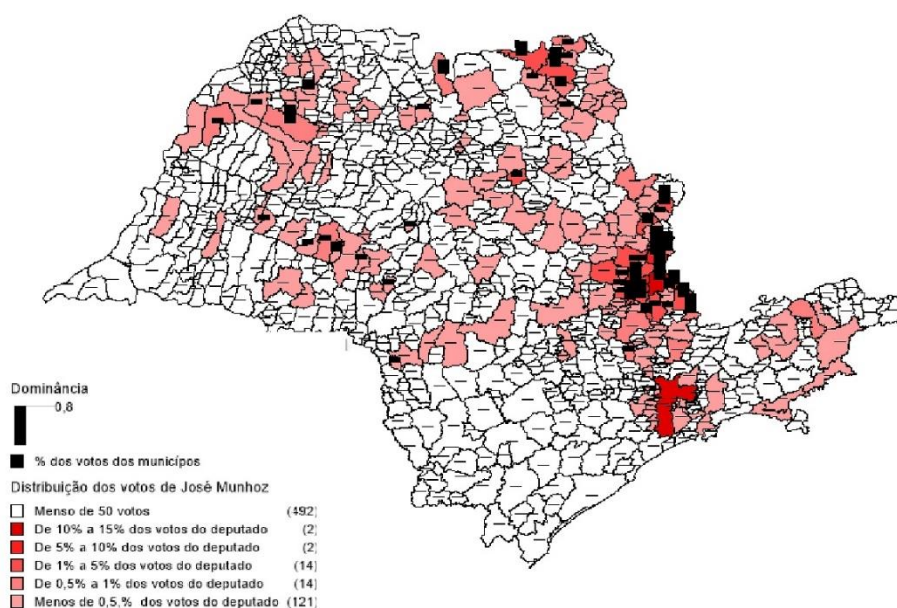 Dominância
0,8
% dos votos dos municípos
Distribuição dos votos de José Munhoz
Menso de 50 votos (492)
De 10% a 15% dos votos do deputado (2)
De 5% a 10% dos votos do deputado (2)
De 1% a 5% dos votos do deputado (14)
De 0,5% a 1% dos votos do deputado (14)
Menos de 0,5,% dos votos do deputado (121)